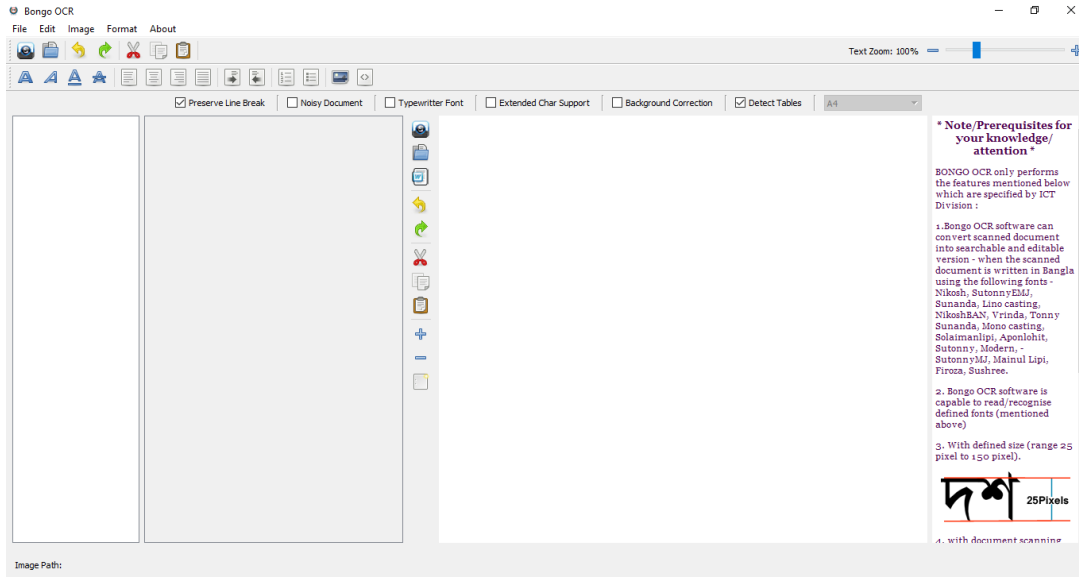 Bongo OCR
File Edit Image Format About
Text Zoom: 100%
Preserve Line Break Noisy Document Typewritter Font Extended Char Support Background Correction Detect Tables A4
* Note/Prerequisites for
your knowledge/
attention *
BONGO OCR only performs
the features mentioned below
which are specified by ICT
Division :
1.Bongo OCR software can
convert scanned document
into searchable and editable
version - when the scanned
document is written in Bangla
using the following fonts -
Nikosh, SutonnyEMJ,
Sunanda, Lino casting,
NikoshBAN, Vrinda, Tonny
Sunanda, Mono casting,
Solaimanlipi, Aponlohit,
Sutonny, Modern, -
SutonnyMJ, Mainul Lipi,
Firoza, Sushree.
2. Bongo OCR software is
capable to read/recognise
defined fonts (mentioned
above)
3. With defined size (range 25
pixel to 150 pixel).
দশ 25Pixels
4. with document scanning
Image Path: